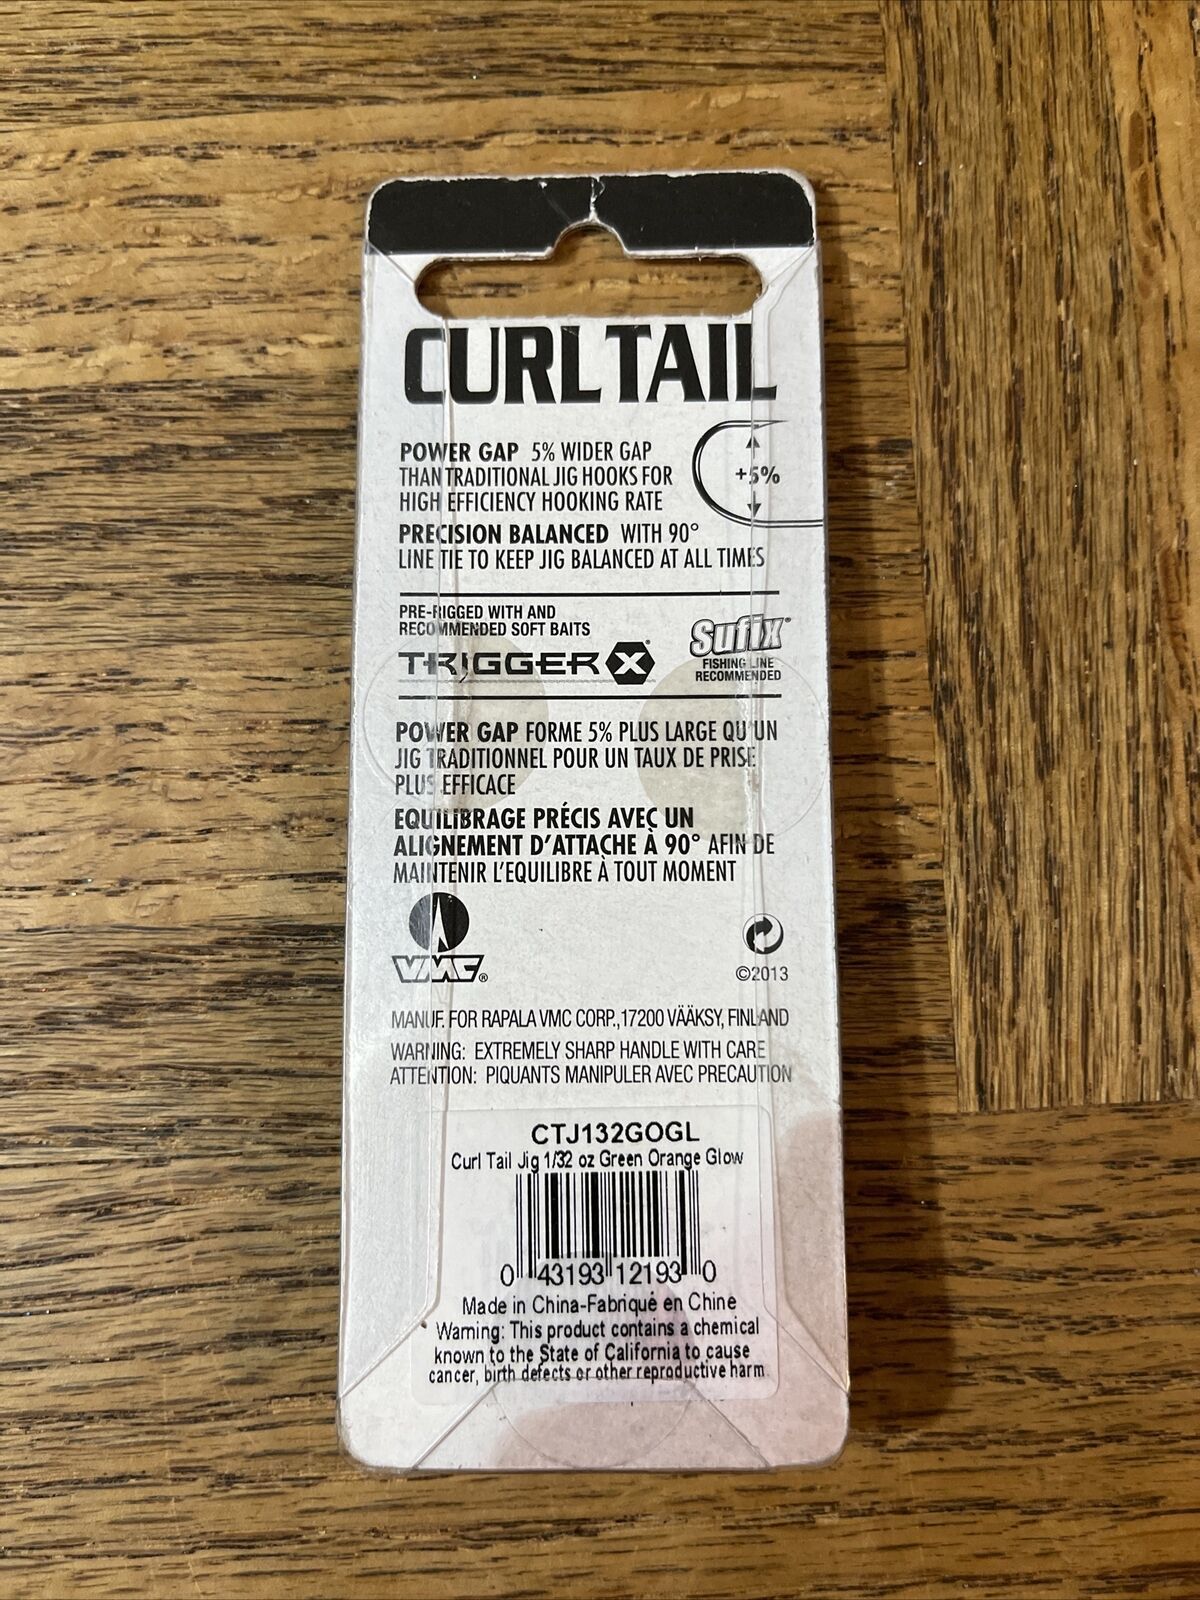 CURLTAIL
POWER GAP 5% WIDER GAP
THAN TRADITIONAL JIG HOOKS FOR
HIGH EFFICIENCY HOOKING RATE
+5%
PRECISION BALANCED WITH 90°
LINE TIE TO KEEP JIG BALANCED AT ALL TIMES
PRE-RIGGED WITH AND
RECOMMENDED SOFT BAITS
TRIGGER X®
Sufix®
FISHING LINE
RECOMMENDED
POWER GAP FORME 5% PLUS LARGE QU'UN
JIG TRADITIONNEL POUR UN TAUX DE PRISE
PLUS EFFICACE
EQUILIBRAGE PRÉCIS AVEC UN
ALIGNEMENT D'ATTACHE À 90° AFIN DE
MAINTENIR L'EQUILIBRE À TOUT MOMENT
VMC®
©2013
MANUF. FOR RAPALA VMC CORP.,17200 VÄÄKSY, FINLAND
WARNING: EXTREMELY SHARP HANDLE WITH CARE
ATTENTION: PIQUANTS MANIPULER AVEC PRECAUTION
CTJ132GOGL
Curl Tail Jig 1/32 oz Green Orange Glow
0 43193 12193 0
Made in China-Fabriqué en Chine
Warning: This product contains a chemical
known to the State of California to cause
cancer, birth defects or other reproductive harm